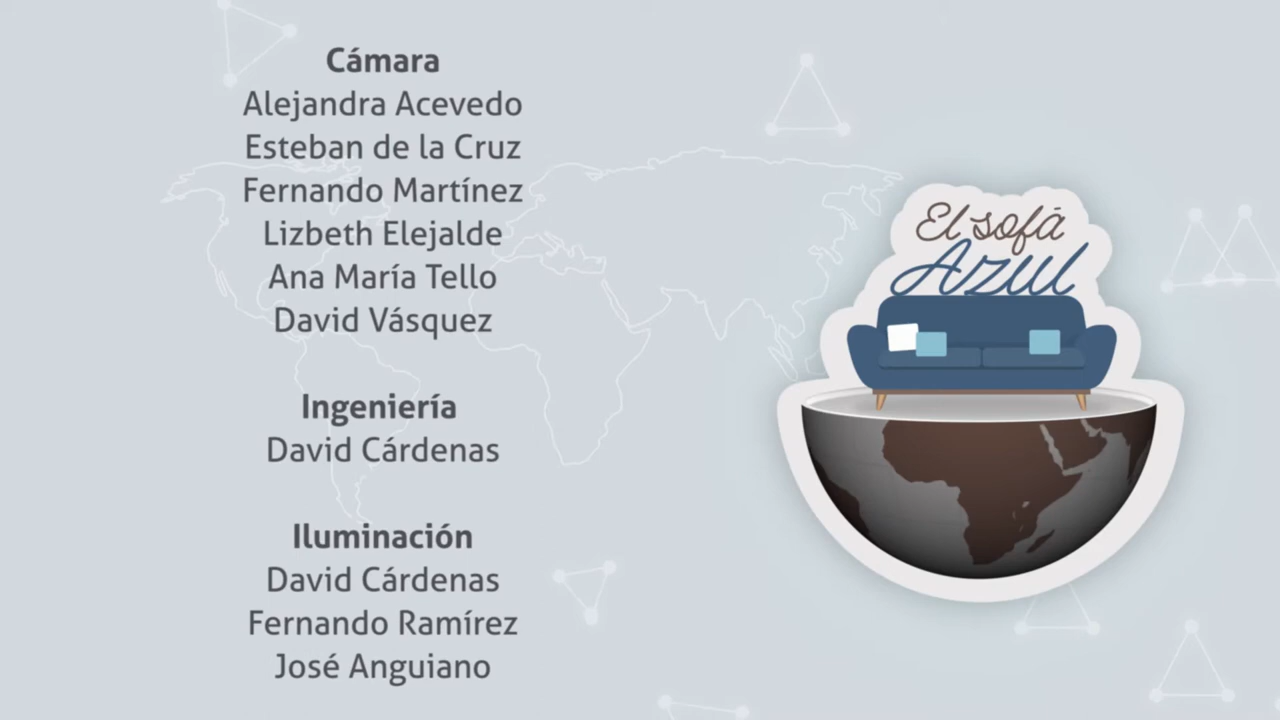 Cámara
Alejandra Acevedo
Esteban de la Cruz
Fernando Martínez
Lizbeth Elejalde
Ana María Tello
David Vásquez
Ingeniería
David Cárdenas
Iluminación
David Cárdenas
Fernando Ramírez
José Anguiano
El sofá
Azul